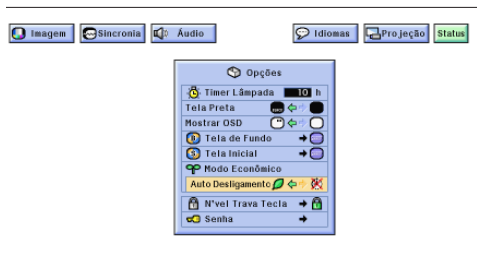 Imagem Sincronia Áudio Idiomas Projeção Status
Opções
Timer Lâmpada 10 h
Tela Preta
Mostrar OSD
Tela de Fundo
Tela Inicial
Modo Econômico
Auto Desligamento
N'vel Trava Tecla
Senha